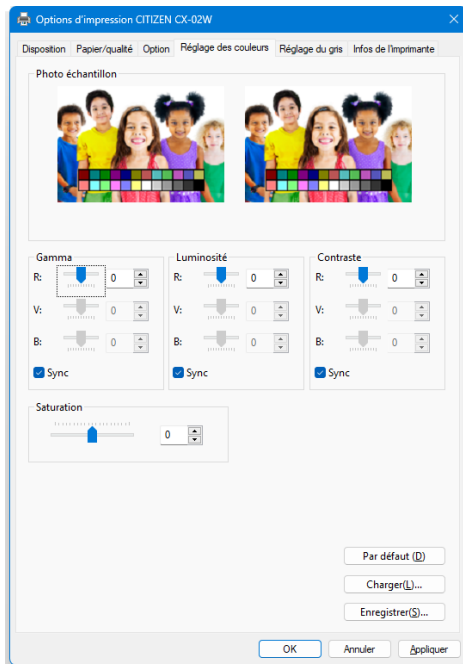 Options d'impression CITIZEN CX-02W
Disposition Papier/qualité Option Réglage des couleurs Réglage du gris Infos de l'imprimante
Photo échantillon
Gamma Luminosité Contraste
R: 0 R: 0 R: 0
V: 0 V: 0 V: 0
B: 0 B: 0 B: 0
Sync Sync Sync
Saturation
0
Par défaut (D)
Charger(L)...
Enregistrer(S)...
OK Annuler Appliquer